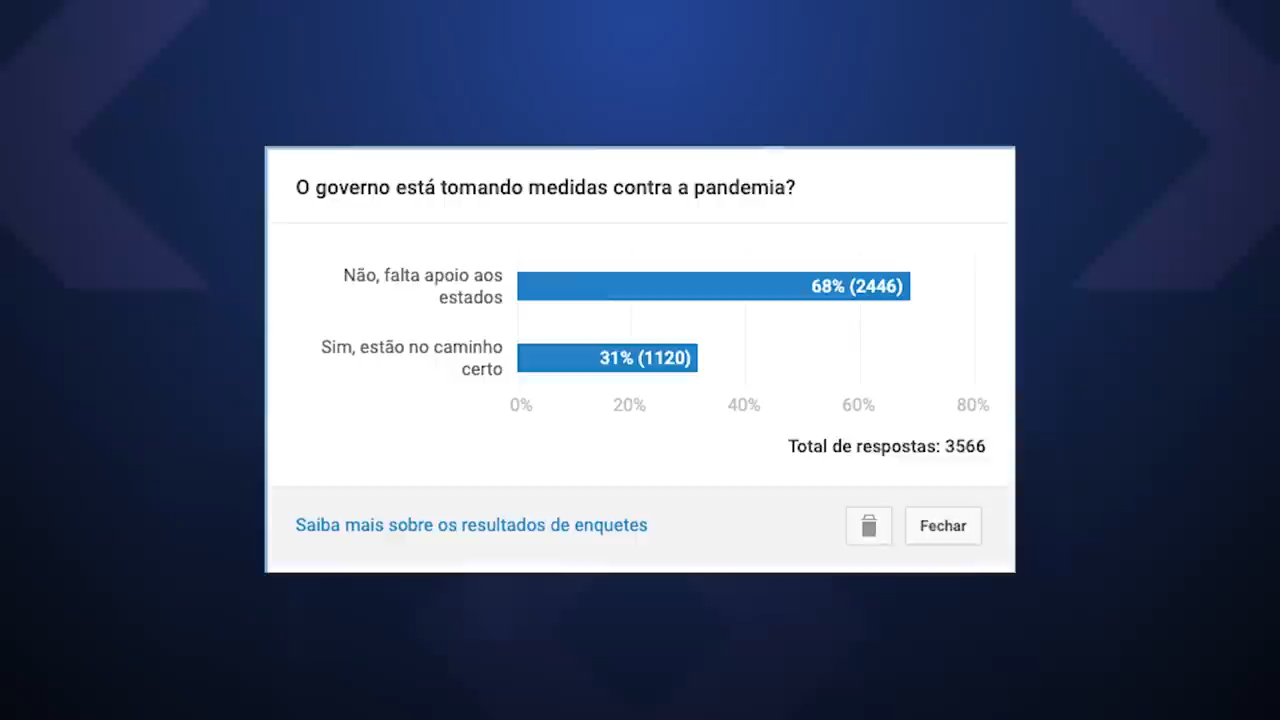 O governo está tomando medidas contra a pandemia?
Não, falta apoio aos
estados
68% (2446)
Sim, estão no caminho
certo
31% (1120)
0% 20% 40% 60% 80%
Total de respostas: 3566
Saiba mais sobre os resultados de enquetes
Fechar